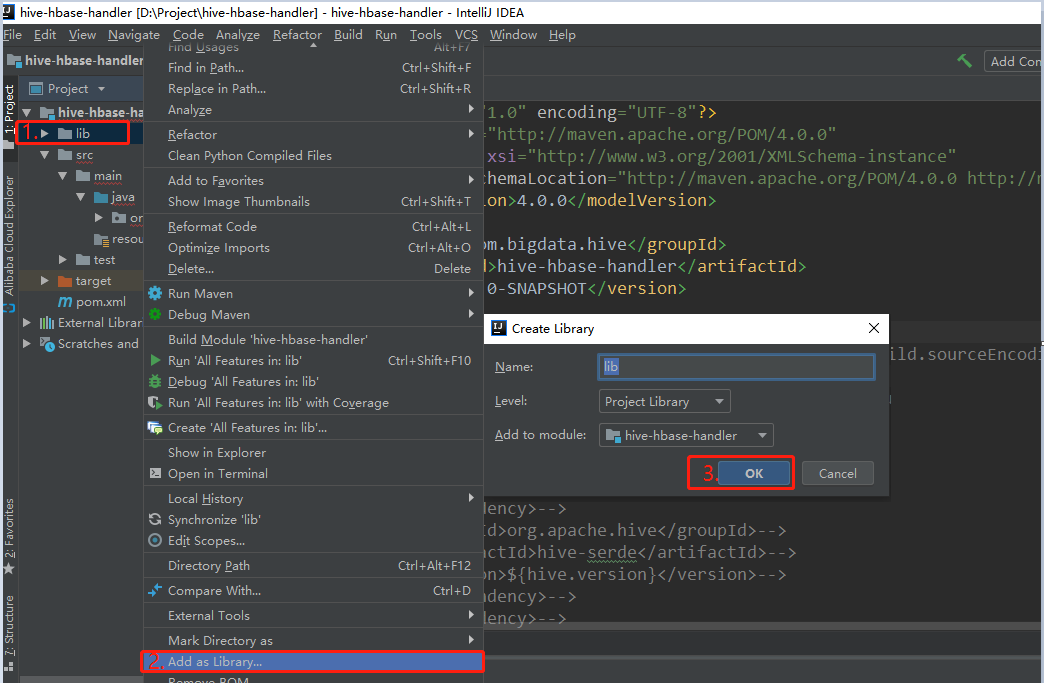 hive-hbase-handler [D:\Project\hive-hbase-handler] - hive-hbase-handler - IntelliJ IDEA
File Edit View Navigate Code Analyze Refactor Build Run Tools VCS Window Help
hive-hbase-handler
Add Con
1: Project
Alibaba Cloud Explorer
2: Favorites
7: Structure
Project
hive-hbase-ha
1. lib
src
main
java
or
resou
test
target
pom.xml
External Librar
Scratches and
Find Usages Alt+F7
Find in Path... Ctrl+Shift+F
Replace in Path... Ctrl+Shift+R
Analyze
Refactor
Clean Python Compiled Files
Add to Favorites
Show Image Thumbnails Ctrl+Shift+T
Reformat Code Ctrl+Alt+L
Optimize Imports Ctrl+Alt+O
Delete... Delete
Run Maven
Debug Maven
Build Module 'hive-hbase-handler'
Run 'All Features in: lib' Ctrl+Shift+F10
Debug 'All Features in: lib'
Run 'All Features in: lib' with Coverage
Create 'All Features in: lib'...
Show in Explorer
Open in Terminal
Local History
Synchronize 'lib'
Edit Scopes...
Directory Path Ctrl+Alt+F12
Compare With... Ctrl+D
External Tools
Mark Directory as
2. Add as Library...
Remove BOM
"1.0" encoding="UTF-8"?>
="http://maven.apache.org/POM/4.0.0"
xsi="http://www.w3.org/2001/XMLSchema-instance"
chemaLocation="http://maven.apache.org/POM/4.0.0 http://m
ion>4.0.0</modelVersion>
om.bigdata.hive</groupId>
d>hive-hbase-handler</artifactId>
0-SNAPSHOT</version>
ild.sourceEncodi
Create Library
Name: lib
Level: Project Library
Add to module: hive-hbase-handler
3. OK Cancel
dency>-->
Id>org.apache.hive</groupId>-->
actId>hive-serde</artifactId>-->
on>${hive.version}</version>-->
ndency>-->
dency>-->